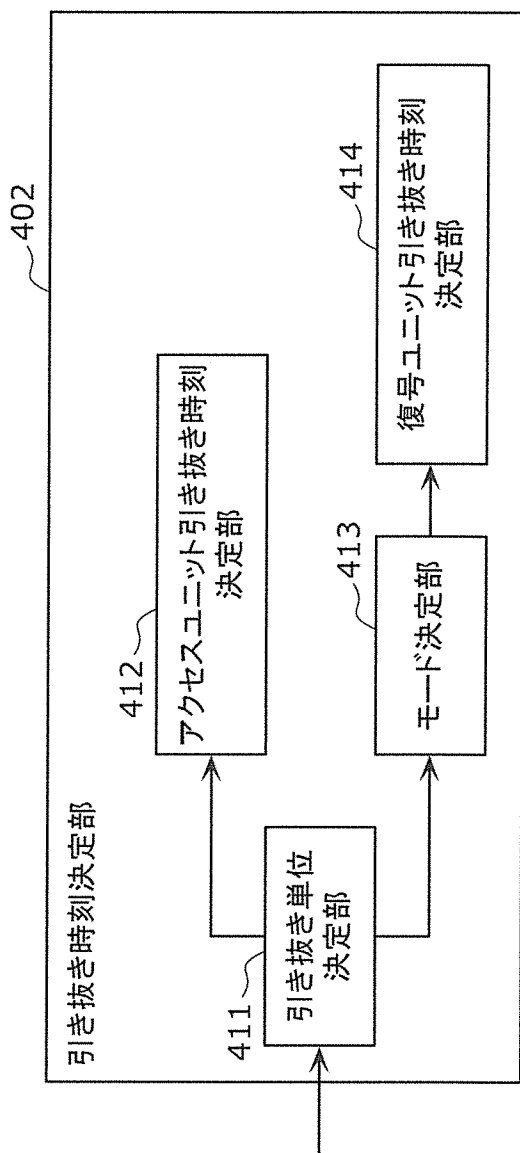 402
引き抜き時刻決定部
412
アクセスユニット引き抜き時刻
決定部
411
引き抜き単位
決定部
413
モード決定部
414
復号ユニット引き抜き時刻
決定部